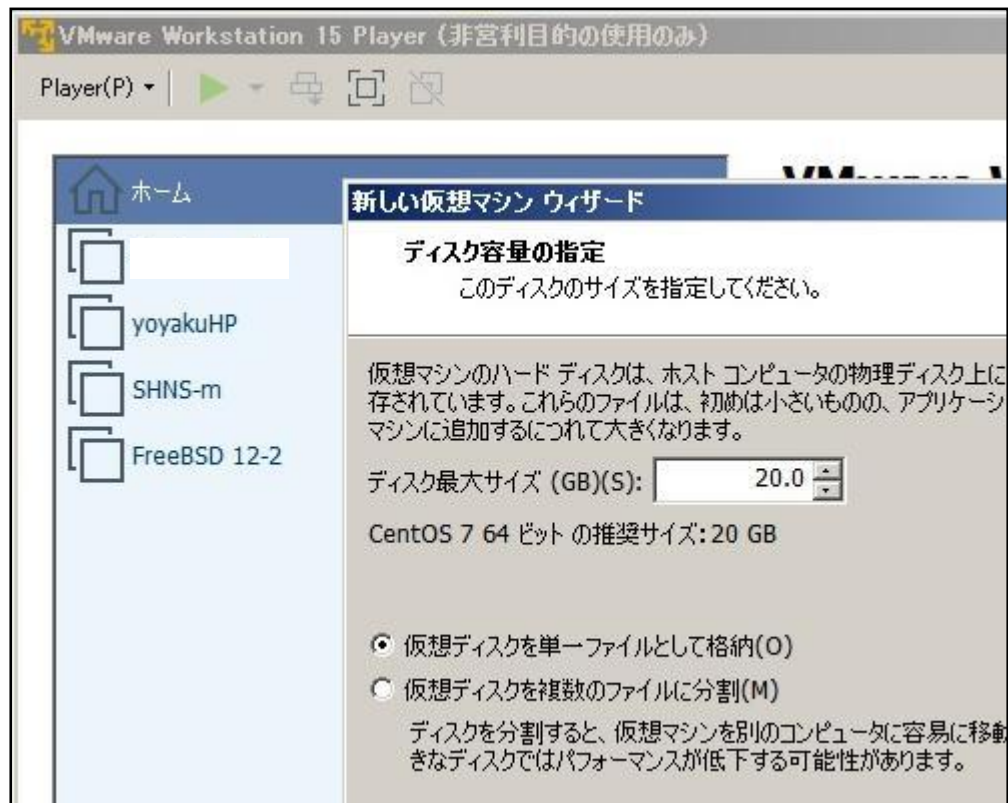 VMware Workstation 15 Player (非営利目的の使用のみ)
Player(P)
ホーム
yoyakuHP
SHNS-m
FreeBSD 12-2
新しい仮想マシン ウィザード
ディスク容量の指定
このディスクのサイズを指定してください。
仮想マシンのハード ディスクは、ホスト コンピュータの物理ディスク上に
存されています。これらのファイルは、初めは小さいものの、アプリケーシ
マシンに追加するにつれて大きくなります。
ディスク最大サイズ (GB)(S): 20.0
CentOS 7 64 ビット の推奨サイズ: 20 GB
仮想ディスクを単一ファイルとして格納(O)
仮想ディスクを複数のファイルに分割(M)
ディスクを分割すると、仮想マシンを別のコンピュータに容易に移動
きなディスクではパフォーマンスが低下する可能性があります。